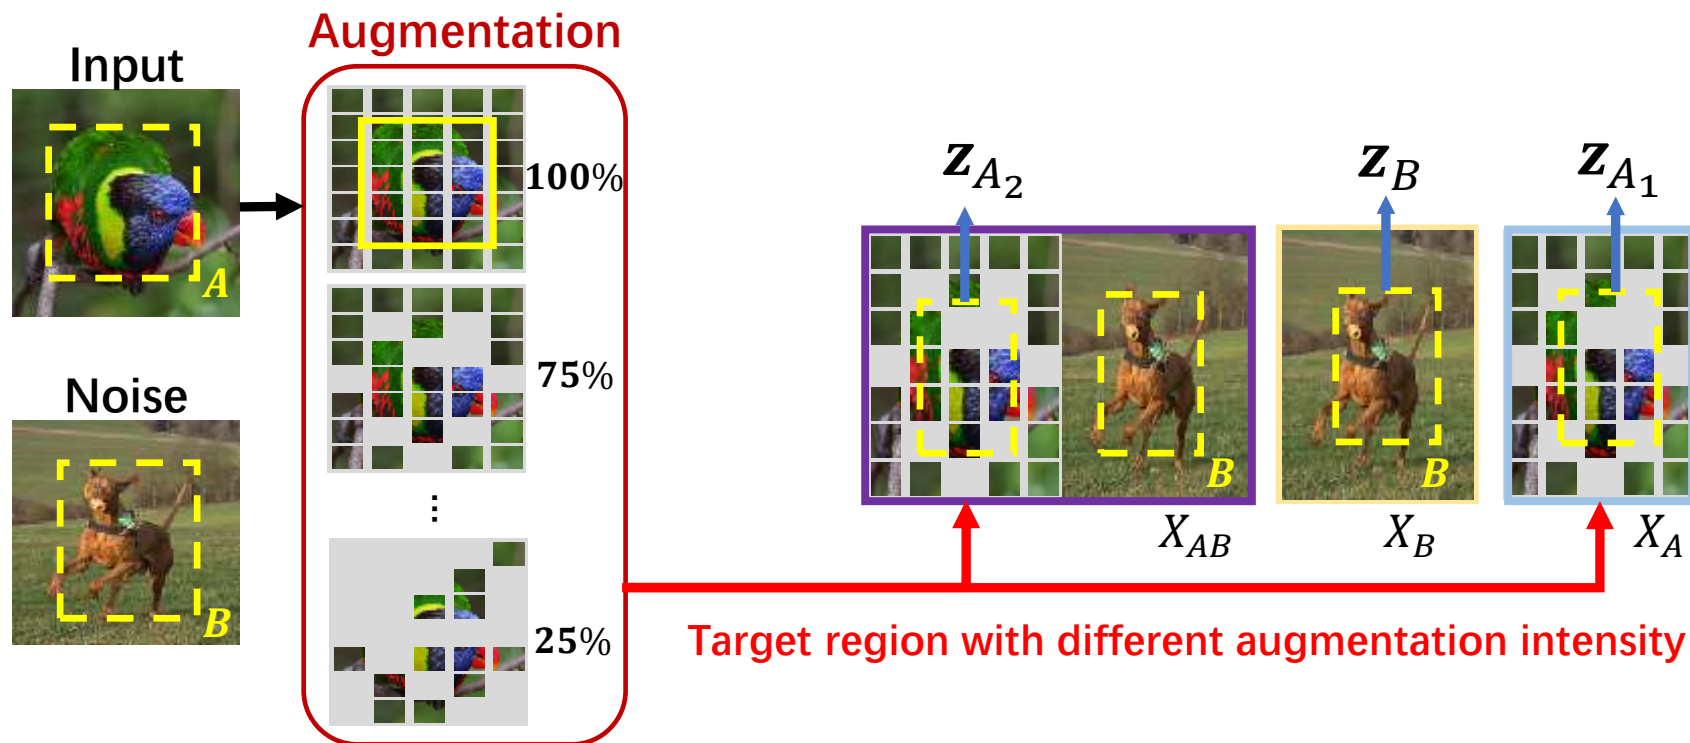 Input
A
Noise
B
Augmentation
100%
75%
⋮
25%
z_{A_2}
z_B
z_{A_1}
B
B
X_{AB}
X_B
X_A
Target region with different augmentation intensity